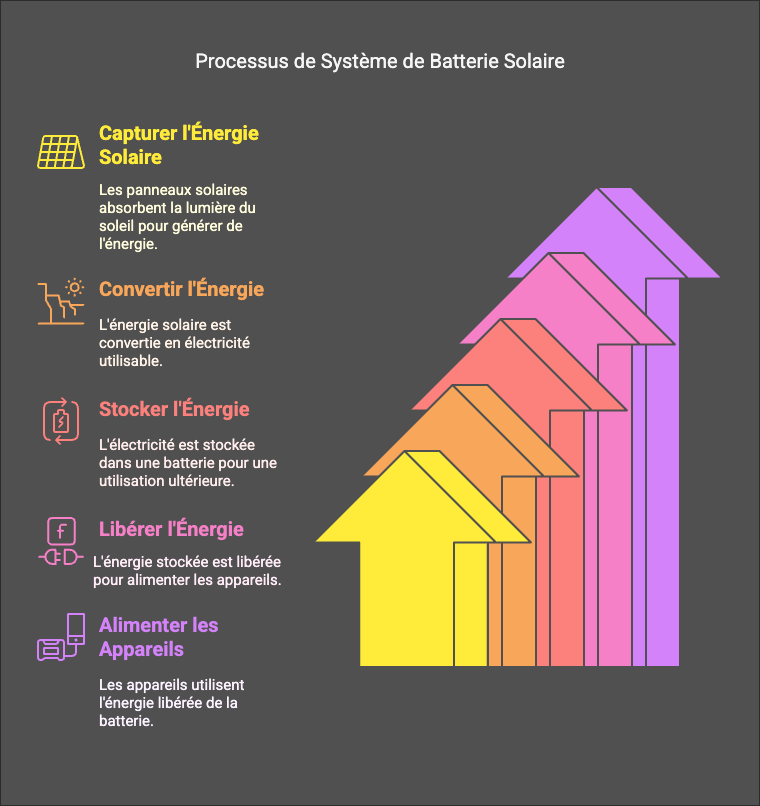 Processus de Système de Batterie Solaire
Capturer l'Énergie
Solaire
Les panneaux solaires
absorbent la lumière du
soleil pour générer de
l'énergie.
Convertir l'Énergie
L'énergie solaire est
convertie en électricité
utilisable.
Stocker l'Énergie
L'électricité est stockée
dans une batterie pour une
utilisation ultérieure.
f
Libérer l'Énergie
L'énergie stockée est libérée
pour alimenter les appareils.
Alimenter les
Appareils
Les appareils utilisent
l'énergie libérée de la
batterie.